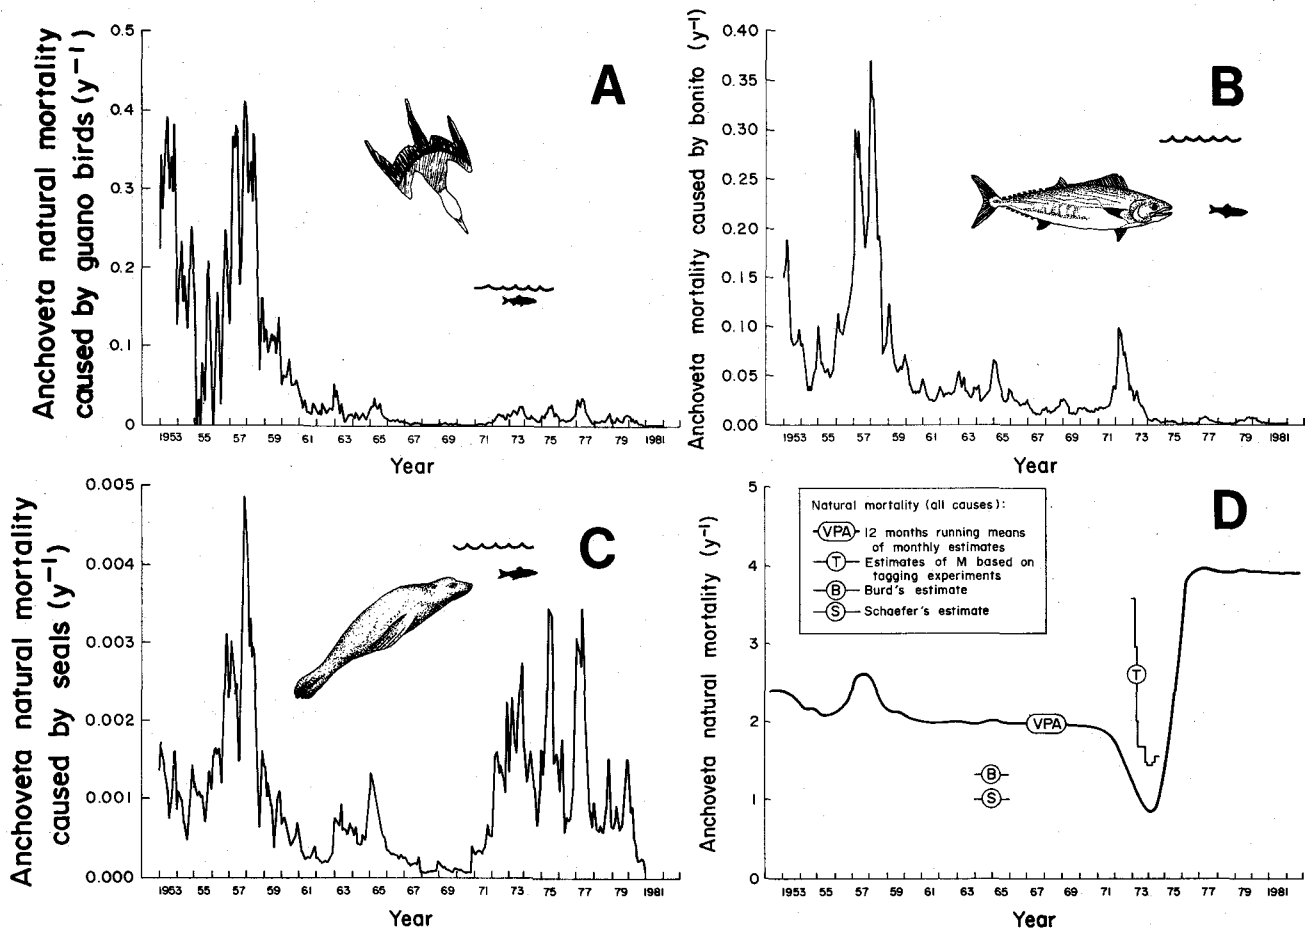 Anchoveta natural mortality
caused by guano birds (y⁻¹)
0.5
0.4
0.3
0.2
0.1
0
A
1953 55 57 59 61 63 65 67 69 71 73 75 77 79 1981
Year
Anchoveta mortality caused by bonito (y⁻¹)
0.40
0.35
0.30
0.25
0.20
0.15
0.10
0.05
0.00
B
1953 55 57 59 61 63 65 67 69 71 73 75 77 79 1981
Year
Anchoveta natural mortality
caused by seals (y⁻¹)
0.005
0.004
0.003
0.002
0.001
0.000
C
1953 55 57 59 61 63 65 67 69 71 73 75 77 79 1981
Year
Anchoveta natural mortality (y⁻¹)
5
4
3
2
1
0
D
Natural mortality (all causes):
VPA 12 months running means
of monthly estimates
T Estimates of M based on
tagging experiments
B Burd's estimate
S Schaefer's estimate
T
VPA
B
S
1953 55 57 59 61 63 65 67 69 71 73 75 77 79 1981
Year